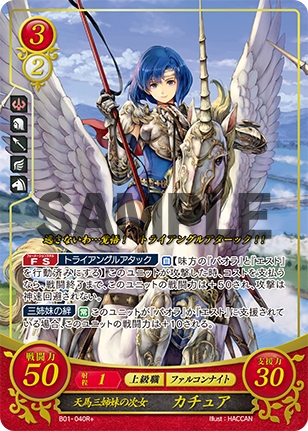 3
2
SAMPLE
逃さないわ…覚悟！ トライアングルアターック！！
FS トライアングルアタック 【味方の「パオラ」と「エスト」
を行動済みにする】このユニットが攻撃した時、コストを支払う
なら、戦闘終了まで、このユニットの戦闘力は＋50され、攻撃は
神速回避されない。
三姉妹の絆 常 このユニットが「パオラ」か「エスト」に支援されて
いる場合、このユニットの戦闘力は＋10される。
戦闘力 50
射程 1 上級職 ファルコンナイト
支援力 30
天馬三姉妹の次女 カチュア
B01-040R+ Illust：HACCAN